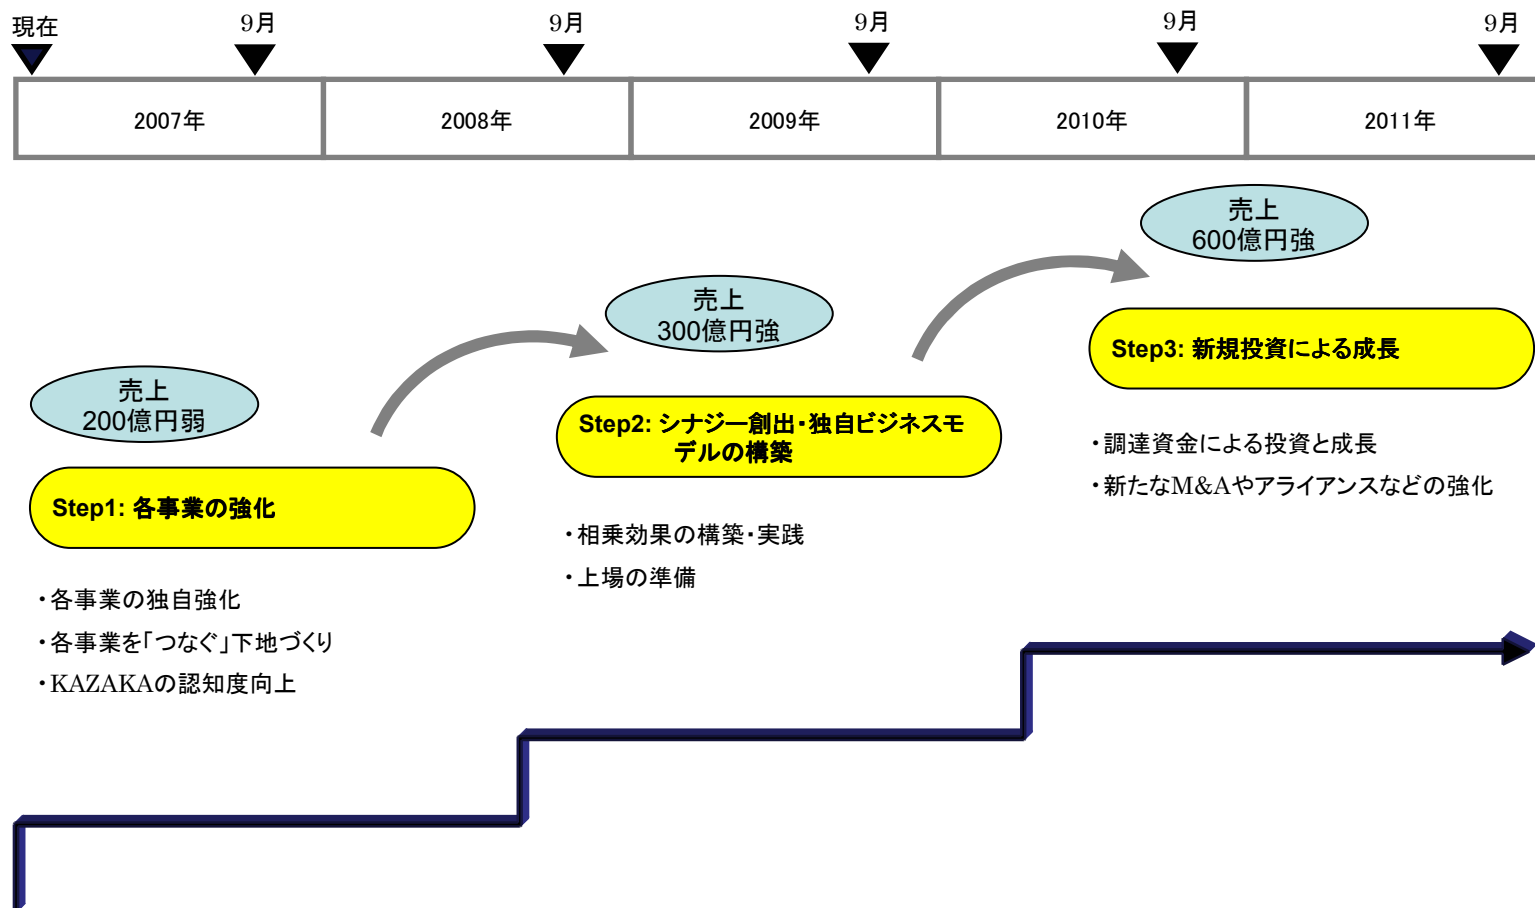 現在
9月
9月
9月
9月
9月
2007年
2008年
2009年
2010年
2011年
売上
200億円弱
Step1: 各事業の強化
・各事業の独自強化
・各事業を「つなぐ」下地づくり
・KAZAKAの認知度向上
売上
300億円強
Step2: シナジー創出・独自ビジネスモ
デルの構築
・相乗効果の構築・実践
・上場の準備
売上
600億円強
Step3: 新規投資による成長
・調達資金による投資と成長
・新たなM&Aやアライアンスなどの強化